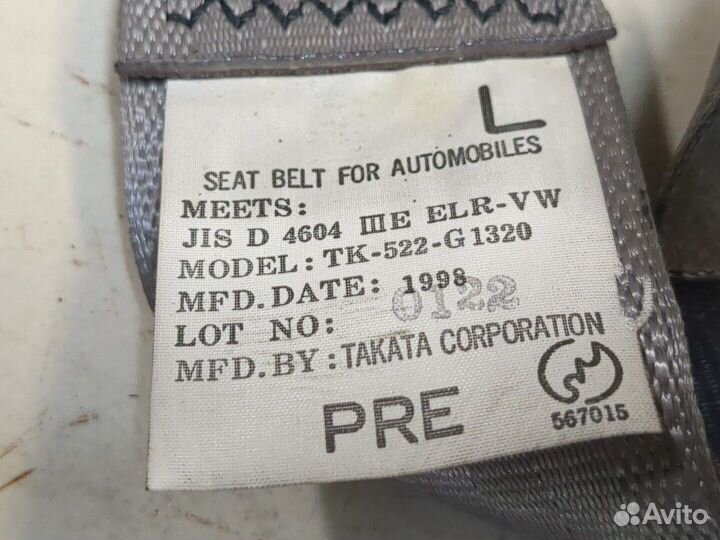 L
SEAT BELT FOR AUTOMOBILES
MEETS:
JIS D 4604 ⅢE ELR-VW
MODEL: TK-522-G1320
MFD.DATE: 1998
LOT NO: 0122
MFD.BY: TAKATA CORPORATION
PRE
567015
Avito